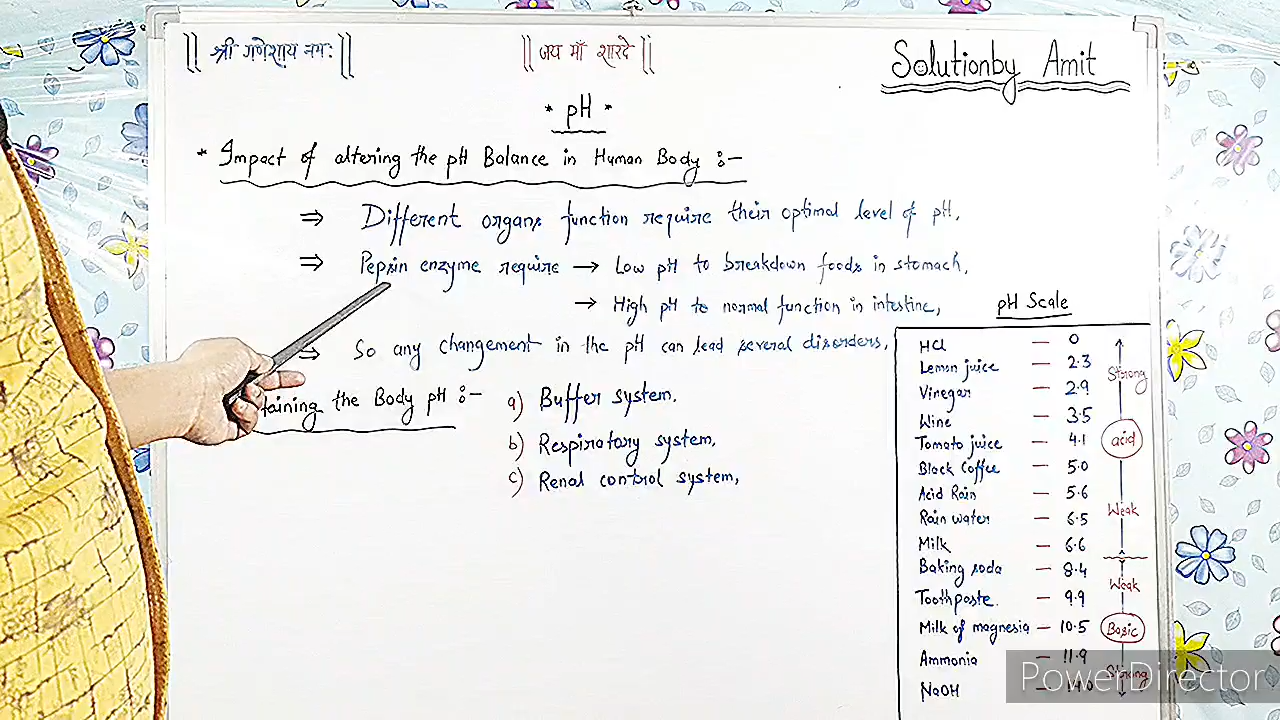 || श्री गणेशाय नमः ||
|| जय माँ शारदे ||
Solutionby Amit
* pH *
* Impact of altering the pH Balance in Human Body :-
⇒ Different organs function require their optimal level of pH.
⇒ Pepsin enzyme require → Low pH to breakdown foods in stomach,
→ High pH to normal function in intestine,
⇒ So any changement in the pH can lead several disorders,
taining the Body pH :-
a) Buffer system.
b) Respiratory system,
c) Renal control system,
pH Scale
HCl — 0
Lemon juice — 2.3
Vinegar — 2.9
Wine — 3.5
Tomato juice — 4.1
Black Coffee — 5.0
Acid Rain — 5.6
Rain water — 6.5
Milk — 6.6
Baking soda — 8.4
Toothpaste — 9.9
Milk of magnesia — 10.5
Ammonia — 11.9
NaOH — 14.0
Strong
acid
Weak
Weak
Basic
Strong
PowerDirector